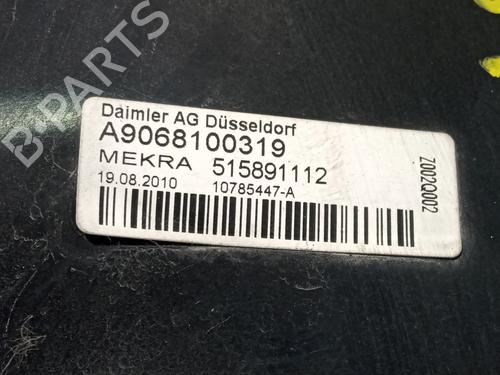 Daimler AG Düsseldorf
A9068100319
MEKRA 515891112
19.08.2010 10785447-A
Z002Q002
B-PARTS